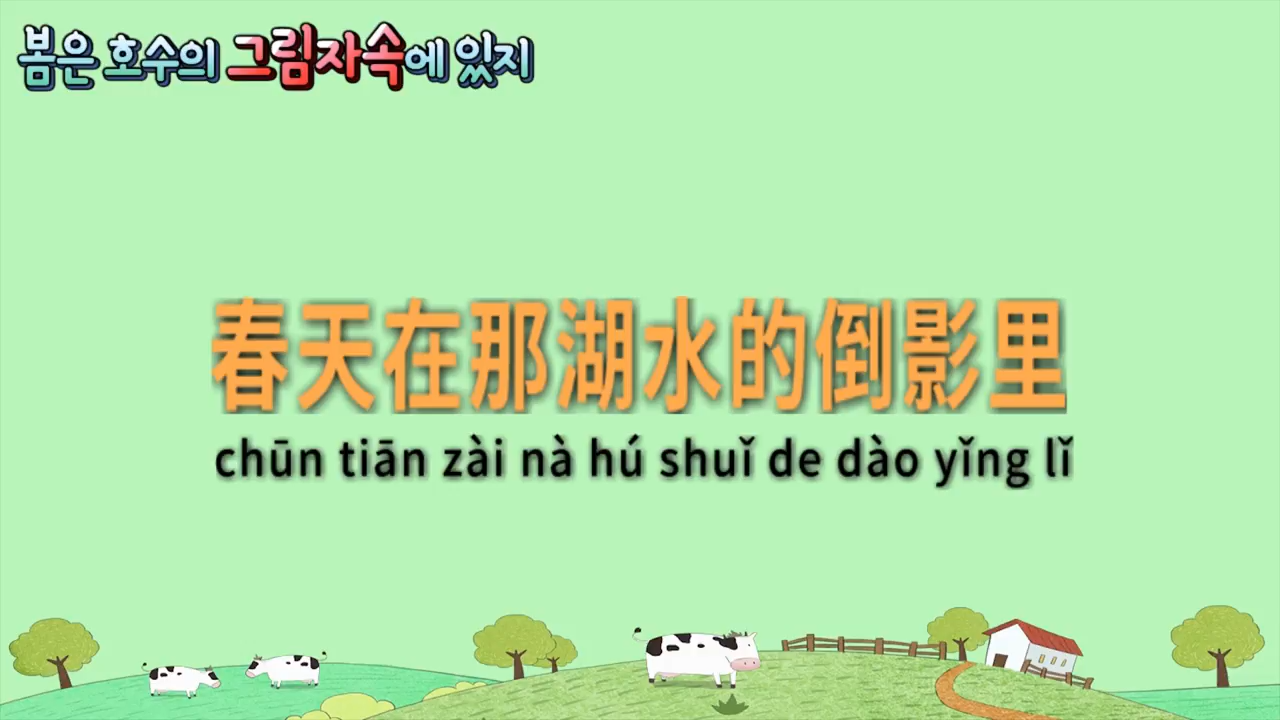 봄은 호수의 그림자속에 있지
春天在那湖水的倒影里
chūn tiān zài nà hú shuǐ de dào yǐng lǐ